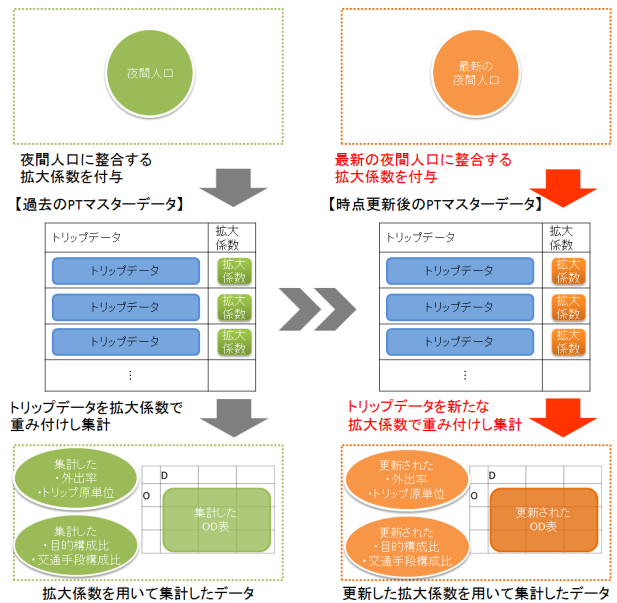 夜間人口
夜間人口に整合する
拡大係数を付与
【過去のPTマスターデータ】
トリップデータ
拡大
係数
トリップデータ
拡大
係数
トリップデータ
拡大
係数
トリップデータ
拡大
係数
⋮
トリップデータを拡大係数で
重み付けし集計
集計した
・外出率
・トリップ原単位
集計した
・目的構成比
・交通手段構成比
D
O
集計した
OD表
拡大係数を用いて集計したデータ
最新の
夜間人口
最新の夜間人口に整合する
拡大係数を付与
【時点更新後のPTマスターデータ】
トリップデータ
拡大
係数
トリップデータ
拡大
係数
トリップデータ
拡大
係数
トリップデータ
拡大
係数
⋮
トリップデータを新たな
拡大係数で重み付けし集計
更新された
・外出率
・トリップ原単位
更新された
・目的構成比
・交通手段構成比
D
O
更新された
OD表
更新した拡大係数を用いて集計したデータ